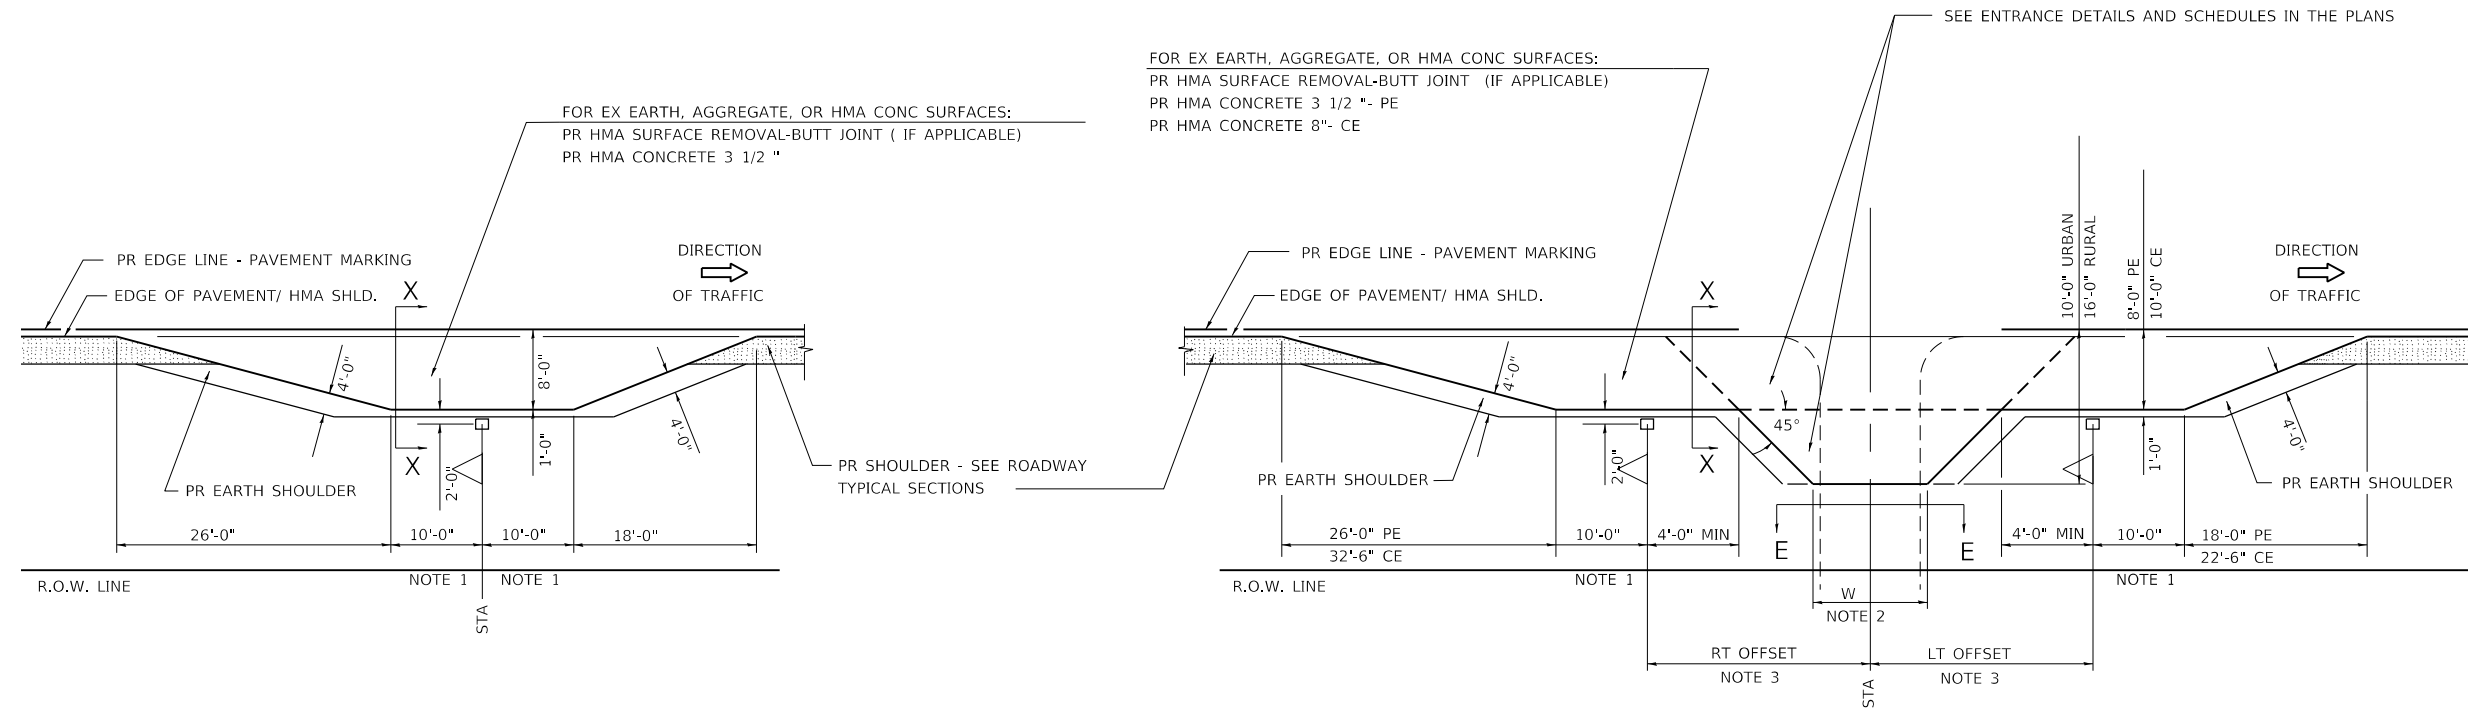 FOR EX EARTH, AGGREGATE, OR HMA CONC SURFACES:
PR HMA SURFACE REMOVAL-BUTT JOINT ( IF APPLICABLE)
PR HMA CONCRETE 3 1/2 "
PR EDGE LINE - PAVEMENT MARKING
EDGE OF PAVEMENT/ HMA SHLD.
DIRECTION
OF TRAFFIC
X
X
4'-0"
8'-0"
4'-0"
2'-0"
1'-0"
PR EARTH SHOULDER
PR SHOULDER - SEE ROADWAY
TYPICAL SECTIONS
26'-0"
10'-0"
10'-0"
18'-0"
NOTE 1
NOTE 1
R.O.W. LINE
STA
SEE ENTRANCE DETAILS AND SCHEDULES IN THE PLANS
FOR EX EARTH, AGGREGATE, OR HMA CONC SURFACES:
PR HMA SURFACE REMOVAL-BUTT JOINT (IF APPLICABLE)
PR HMA CONCRETE 3 1/2 "- PE
PR HMA CONCRETE 8"- CE
PR EDGE LINE - PAVEMENT MARKING
EDGE OF PAVEMENT/ HMA SHLD.
10'-0" URBAN
16'-0" RURAL
8'-0" PE
10'-0" CE
DIRECTION
OF TRAFFIC
X
X
4'-0"
45°
2'-0"
1'-0"
4'-0"
PR EARTH SHOULDER
PR EARTH SHOULDER
E
E
26'-0" PE
32'-6" CE
10'-0"
4'-0" MIN
4'-0" MIN
10'-0"
18'-0" PE
22'-6" CE
NOTE 1
NOTE 1
R.O.W. LINE
W
NOTE 2
RT OFFSET
NOTE 3
LT OFFSET
NOTE 3
STA